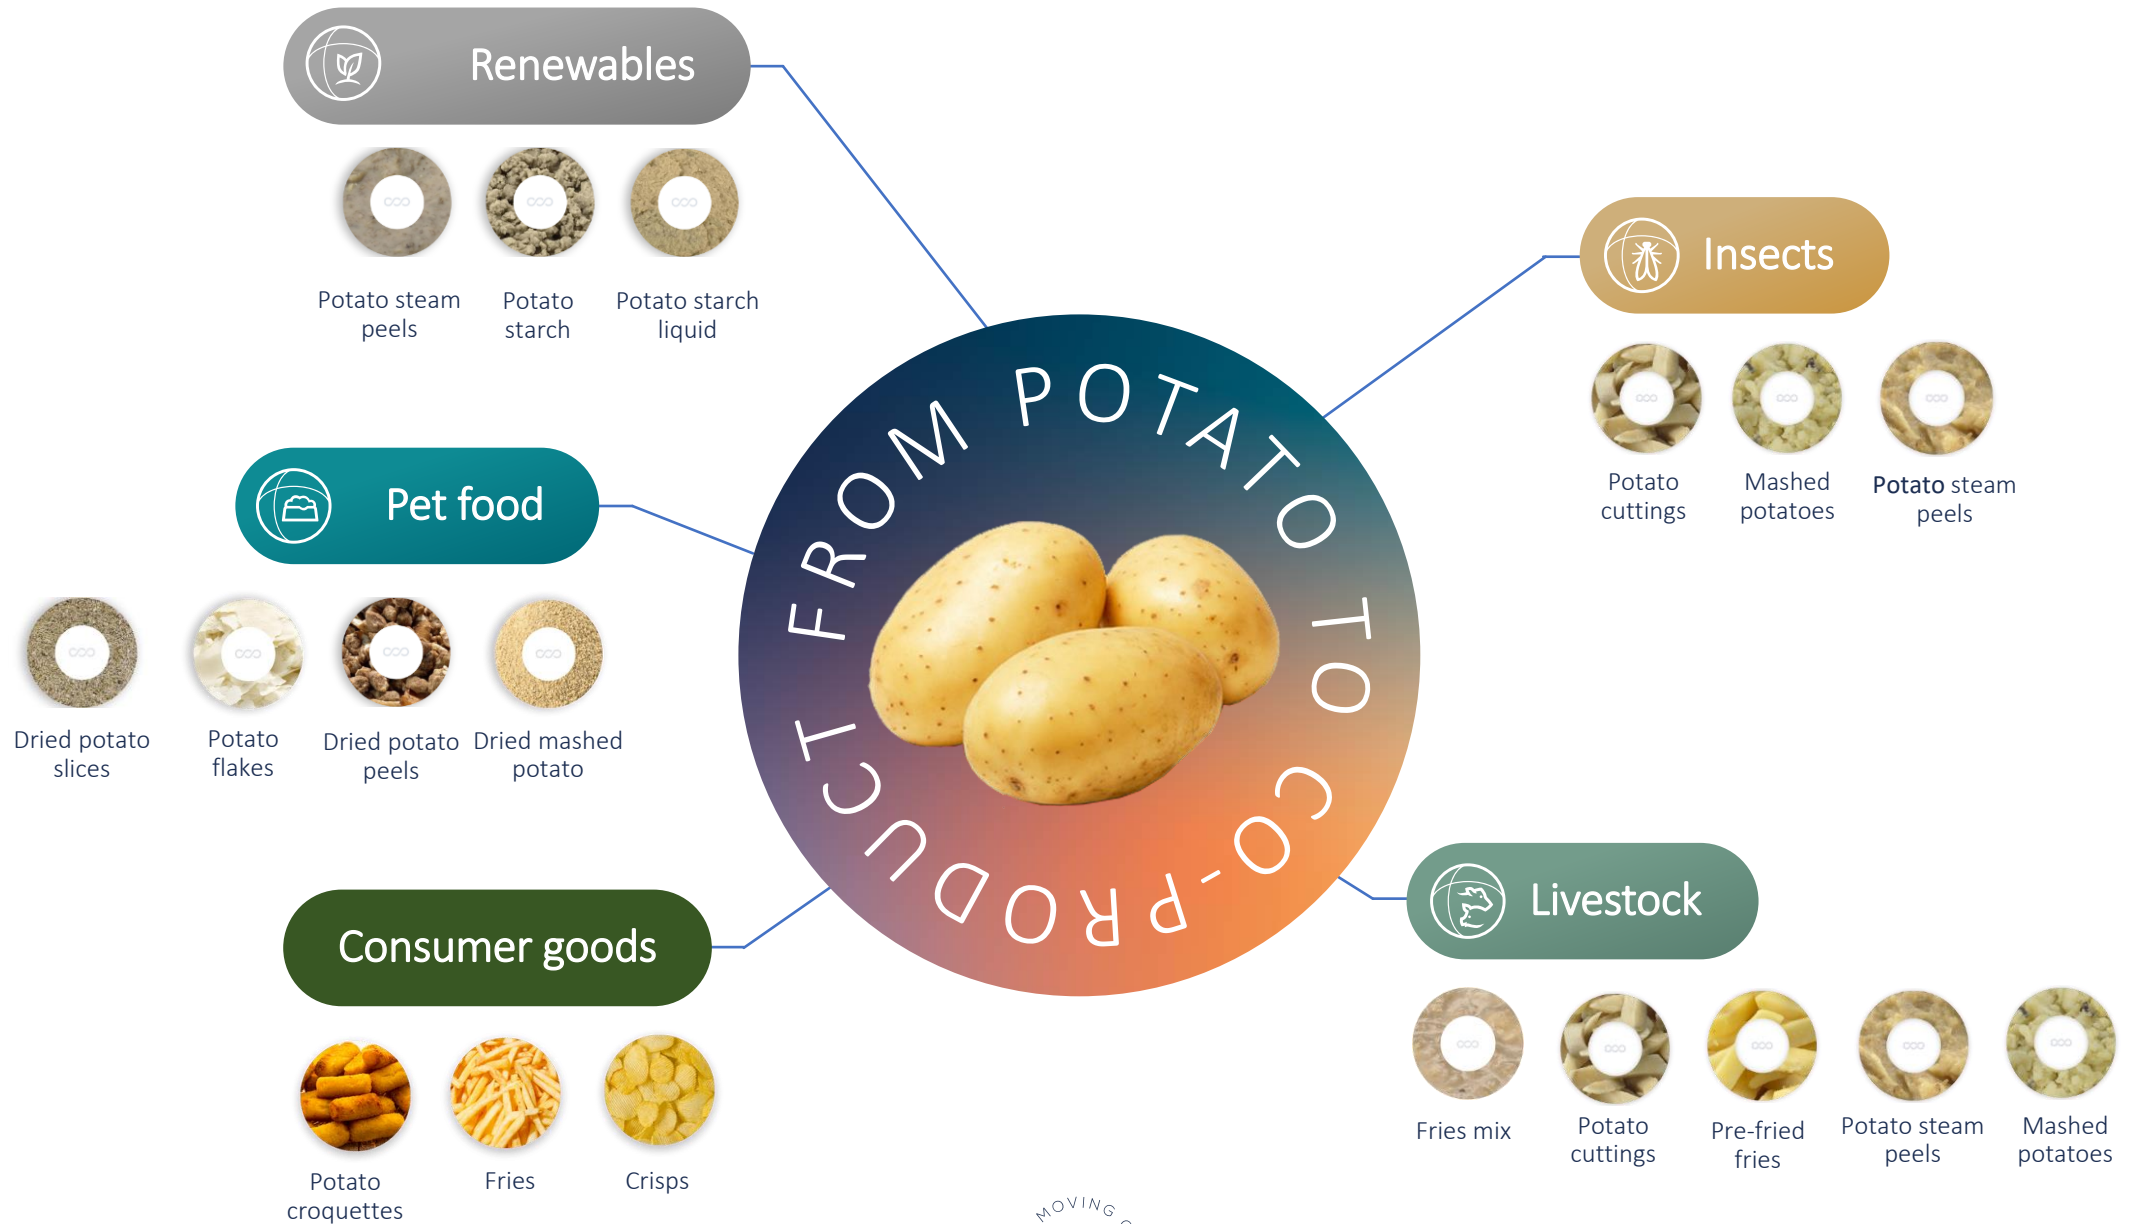 Renewables
Potato steam
peels
Potato
starch
Potato starch
liquid
Insects
Potato
cuttings
Mashed
potatoes
Potato steam
peels
FROM POTATO TO CO-PRODUCT
Pet food
Dried potato
slices
Potato
flakes
Dried potato
peels
Dried mashed
potato
Consumer goods
Potato
croquettes
Fries
Crisps
Livestock
Fries mix
Potato
cuttings
Pre-fried
fries
Potato steam
peels
Mashed
potatoes
MOVING